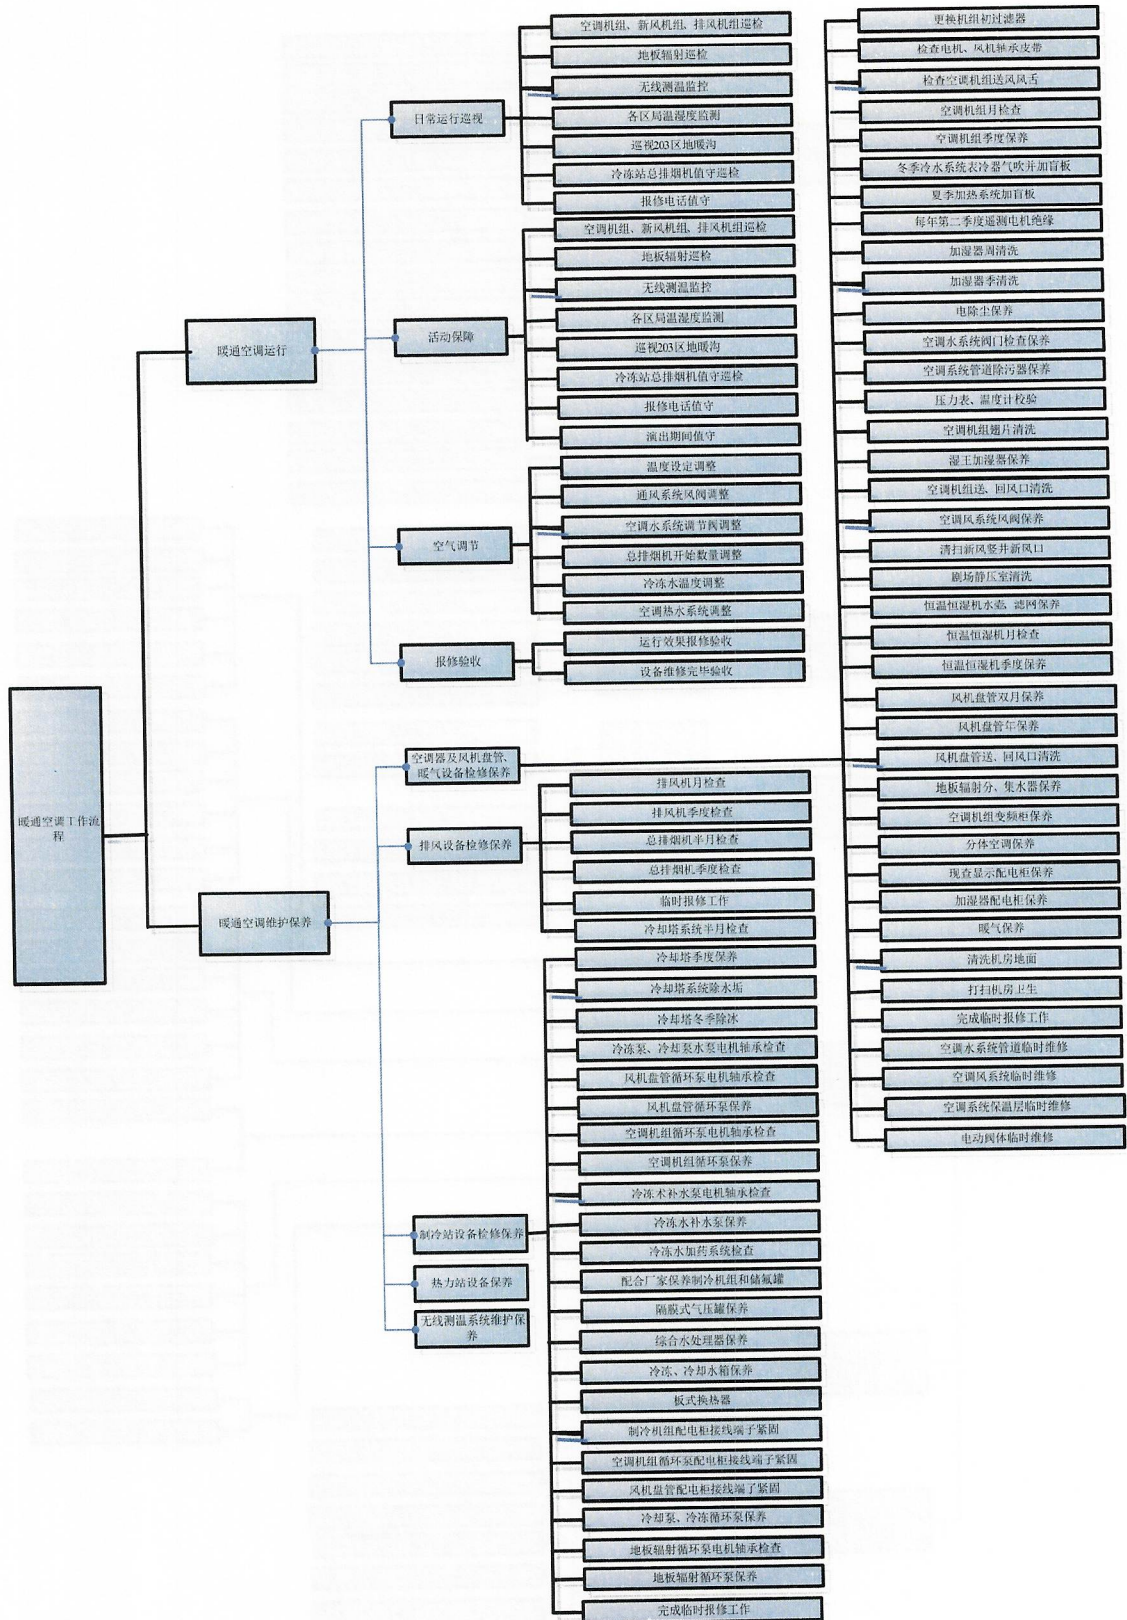 暖通空调工作流
程
暖通空调运行
日常运行巡视
空调机组、新风机组、排风机组巡检
地板辐射巡检
无线测温监控
各区局温湿度监测
巡视203区地暖沟
冷冻站总排烟机值守巡检
报修电话值守
活动保障
空调机组、新风机组、排风机组巡检
地板辐射巡检
无线测温监控
各区局温湿度监测
巡视203区地暖沟
冷冻站总排烟机值守巡检
报修电话值守
演出期间值守
空气调节
温度设定调整
通风系统风阀调整
空调水系统调节阀调整
总排烟机开始数量调整
冷冻水温度调整
空调热水系统调整
报修验收
运行效果报修验收
设备维修完毕验收
暖通空调维护保养
空调器及风机盘管、
暖气设备检修保养
更换机组初过滤器
检查电机、风机轴承皮带
检查空调机组送风风舌
空调机组月检查
空调机组季度保养
冬季冷水系统表冷器气吹并加盲板
夏季加热系统加盲板
每年第二季度遥测电机绝缘
加湿器周清洗
加湿器季清洗
电除尘保养
空调水系统阀门检查保养
空调系统管道除污器保养
压力表、温度计校验
空调机组翅片清洗
湿王加湿器保养
空调机组送、回风口清洗
空调风系统风阀保养
清扫新风竖井新风口
剧场静压室清洗
恒温恒湿机水壶、滤网保养
恒温恒湿机月检查
恒温恒湿机季度保养
风机盘管双月保养
风机盘管年保养
风机盘管送、回风口清洗
地板辐射分、集水器保养
空调机组变频柜保养
分体空调保养
现查显示配电柜保养
加湿器配电柜保养
暖气保养
清洗机房地面
打扫机房卫生
完成临时报修工作
空调水系统管道临时维修
空调风系统临时维修
空调系统保温层临时维修
电动阀体临时维修
排风设备检修保养
排风机月检查
排风机季度检查
总排烟机半月检查
总排烟机季度检查
临时报修工作
冷却塔系统半月检查
制冷站设备检修保养
冷却塔季度保养
冷却塔系统除水垢
冷却塔冬季除冰
冷冻泵、冷却泵水泵电机轴承检查
风机盘管循环泵电机轴承检查
风机盘管循环泵保养
空调机组循环泵电机轴承检查
空调机组循环泵保养
冷冻术补水泵电机轴承检查
冷冻水补水泵保养
冷冻水加药系统检查
配合厂家保养制冷机组和储氟罐
隔膜式气压罐保养
综合水处理器保养
冷冻、冷却水箱保养
板式换热器
制冷机组配电柜接线端子紧固
空调机组循环泵配电柜接线端子紧固
风机盘管配电柜接线端子紧固
冷却泵、冷冻循环泵保养
地板辐射循环泵电机轴承检查
地板辐射循环泵保养
完成临时报修工作
热力站设备保养
无线测温系统维护保
养